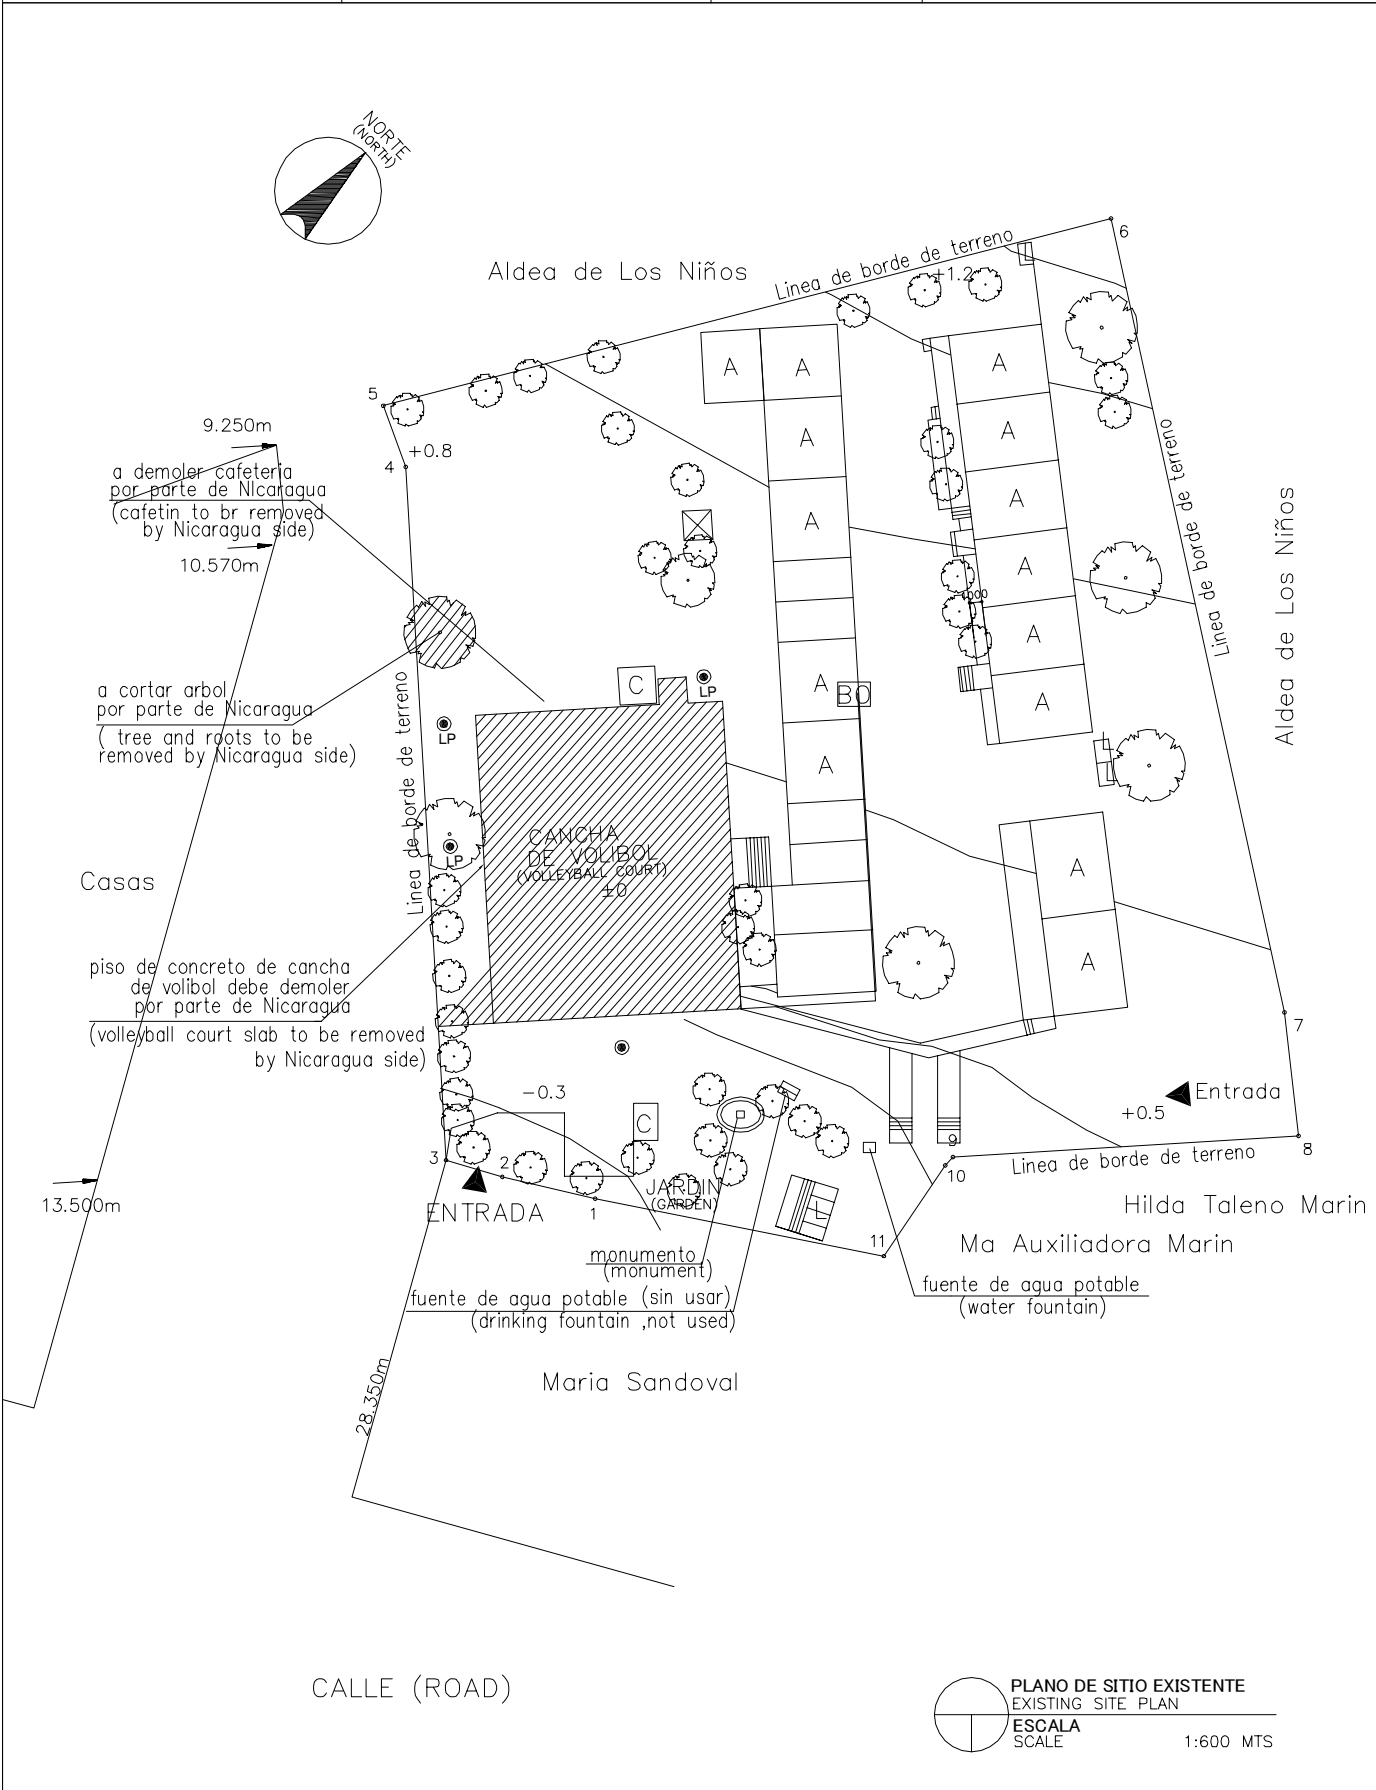 NORTE
(NORTH)
6
Aldea de Los Niños
Linea de borde de terreno
+1.2
5
9.250m
+0.8
4
a demoler cafeteria
por parte de NIcaragua
(cafetin to br removed
by Nicaragua side)
10.570m
A
A
A
A
A
A
A
A
A
A
A
A
A
A
Linea de borde de terreno
Aldea de Los Niños
a cortar arbol
por parte de Nicaragua
( tree and roots to be
removed by Nicaragua side)
Linea de borde de terreno
C
LP
LP
LP
BO
CANCHA
DE VOLIBOL
(VOLLEYBALL COURT)
±0
Casas
piso de concreto de cancha
de volibol debe demoler
por parte de Nicaragua
(volleyball court slab to be removed
by Nicaragua side)
7
-0.3
C
Entrada
+0.5
8
9
10
Linea de borde de terreno
3
2
1
11
13.500m
ENTRADA
JARDIN
(GARDEN)
L
Hilda Taleno Marin
Ma Auxiliadora Marin
monumento
(monument)
fuente de agua potable (sin usar)
(drinking fountain ,not used)
fuente de agua potable
(water fountain)
Maria Sandoval
28.350m
CALLE (ROAD)
PLANO DE SITIO EXISTENTE
EXISTING SITE PLAN
ESCALA
SCALE
1:600 MTS